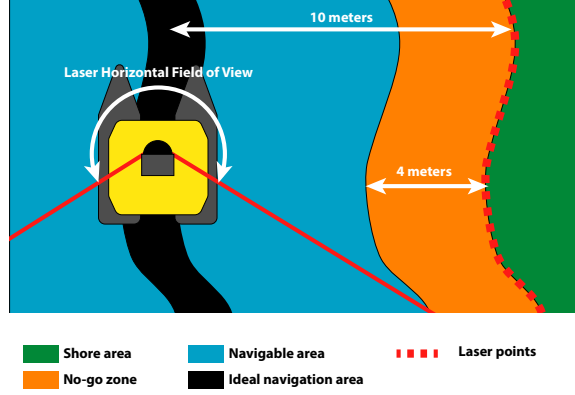 10 meters
Laser Horizontal Field of View
4 meters
Shore area
Navigable area
Laser points
No-go zone
Ideal navigation area